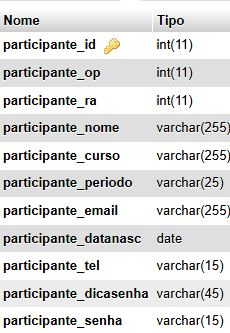 Nome Tipo
participante_id int(11)
participante_op int(11)
participante_ra int(11)
participante_nome varchar(255)
participante_curso varchar(255)
participante_periodo varchar(25)
participante_email varchar(255)
participante_datanasc date
participante_tel varchar(15)
participante_dicasenha varchar(45)
participante_senha varchar(15)